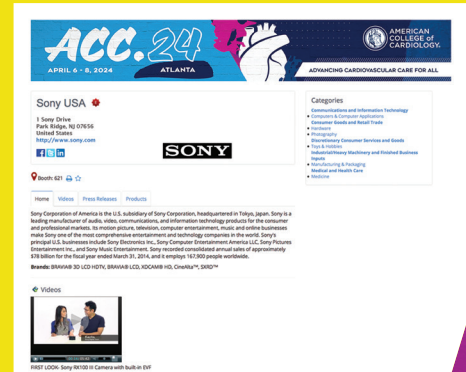 ACC.24
APRIL 6 - 8, 2024
ATLANTA
AMERICAN
COLLEGE of
CARDIOLOGY®
ADVANCING CARDIOVASCULAR CARE FOR ALL
Sony USA
1 Sony Drive
Park Ridge, NJ 07656
United States
http://www.sony.com
SONY
Booth: 621
Home Videos Press Releases Products
Sony Corporation of America is the U.S. subsidiary of Sony Corporation, headquartered in Tokyo, Japan. Sony is a
leading manufacturer of audio, video, communications, and information technology products for the consumer
and professional markets. Its motion picture, television, computer entertainment, music and online businesses
make Sony one of the most comprehensive entertainment and technology companies in the world. Sony's
principal U.S. businesses include Sony Electronics Inc., Sony Computer Entertainment America LLC, Sony Pictures
Entertainment Inc., and Sony Music Entertainment. Sony recorded consolidated annual sales of approximately
$78 billion for the fiscal year ended March 31, 2014, and it employs 167,900 people worldwide.
Brands: BRAVIA® 3D LCD HDTV, BRAVIA® LCD, XDCAM® HD, CineAlta™, SXRD™
Videos
FIRST LOOK- Sony RX100 III Camera with built-in EVF
Categories
Communications and Information Technology
Computers & Computer Applications
Consumer Goods and Retail Trade
Hardware
Photography
Discretionary Consumer Services and Goods
Toys & Hobbies
Industrial/Heavy Machinery and Finished Business
Inputs
Manufacturing & Packaging
Medical and Health Care
Medicine